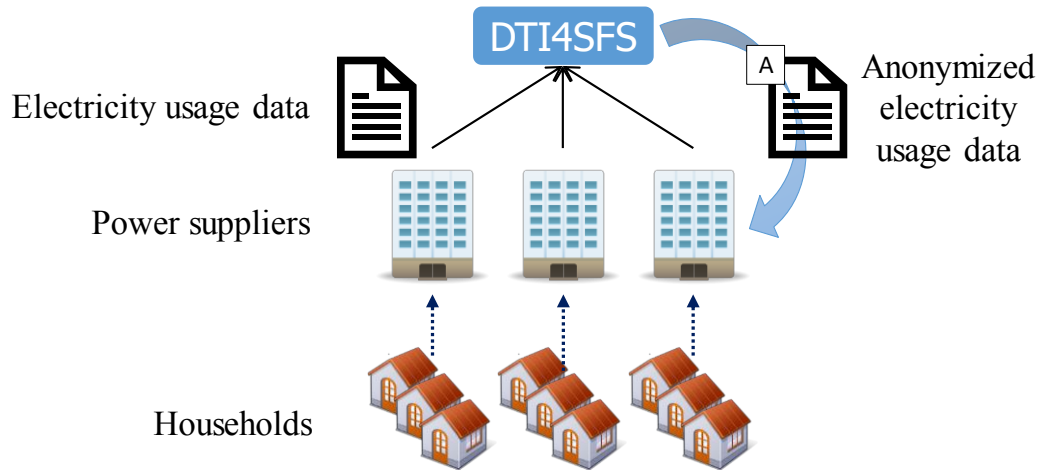 DTI4SFS
A
Electricity usage data
Anonymized
electricity
usage data
Power suppliers
Households